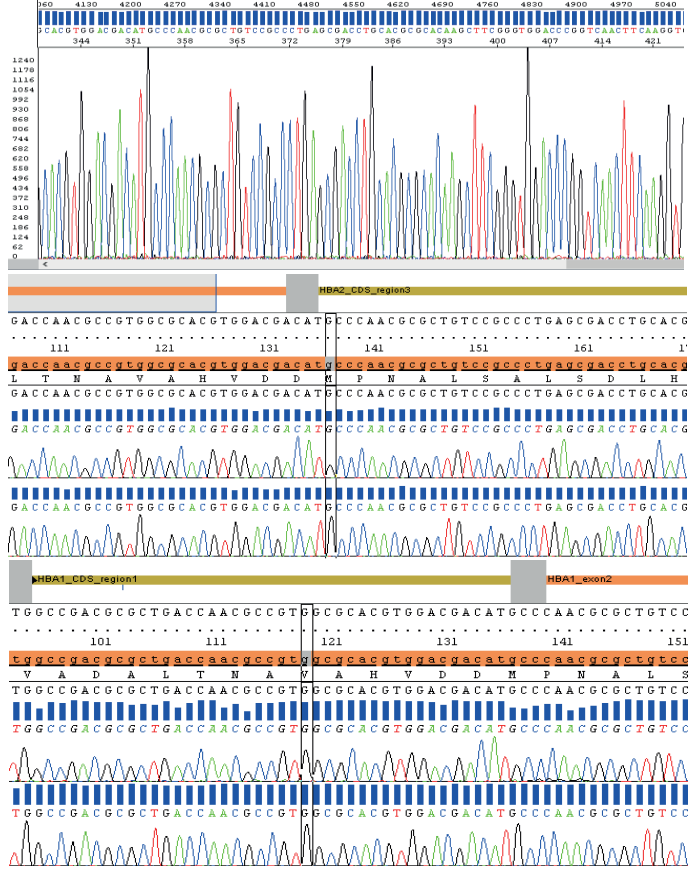 060 4130 4200 4270 4340 4410 4480 4550 4620 4690 4760 4830 4900 4970 5040
GCACGTGGACGACATGCCCAACGCGCTGTCCGCCCTGAGCGACCTGCACGCGCACAAGCTTCGGGTGGACCCGGTCAACTTCAAGGTC
344 351 358 365 372 379 386 393 400 407 414 421
1240
1178
1116
1054
992
930
868
806
744
682
620
558
496
434
372
310
248
186
124
62
0
<
HBA2_CDS_region3
GACCAACGCCGTGGCGCACGTGGACGACATGCCCAACGCGCTGTCCGCCCTGAGCGACCTGCACG
111 121 131 141 151 161 17
gaccaacgccgtggcgcacgtggacgacatgcccaacgcgctgtccgccctgagcgacctgcacg
L T N A V A H V D D M P N A L S A L S D L H
GACCAACGCCGTGGCGCACGTGGACGACATGCCCAACGCGCTGTCCGCCCTGAGCGACCTGCACG
GACCAACGCCGTGGCGCACGTGGACGACATGCCCAACGCGCTGTCCGCCCTGAGCGACCTGCACG
GACCAACGCCGTGGCGCACGTGGACGACATGCCCAACGCGCTGTCCGCCCTGAGCGACCTGCACG
HBA1_CDS_region1 HBA1_exon2
TGGCCGACGCGCTGACCAACGCCGTGGCGCACGTGGACGACATGCCCAACGCGCTGTCC
101 111 121 131 141 151
tggccgacgcgctgaccaacgccgtggcgcacgtggacgacatgcccaacgcgctgtcc
V A D A L T N A V A H V D D M P N A L S
TGGCCGACGCGCTGACCAACGCCGTGGCGCACGTGGACGACATGCCCAACGCGCTGTCC
TGGCCGACGCGCTGACCAACGCCGTGGCGCACGTGGACGACATGCCCAACGCGCTGTCC
TGGCCGACGCGCTGACCAACGCCGTGGCGCACGTGGACGACATGCCCAACGCGCTGTCC